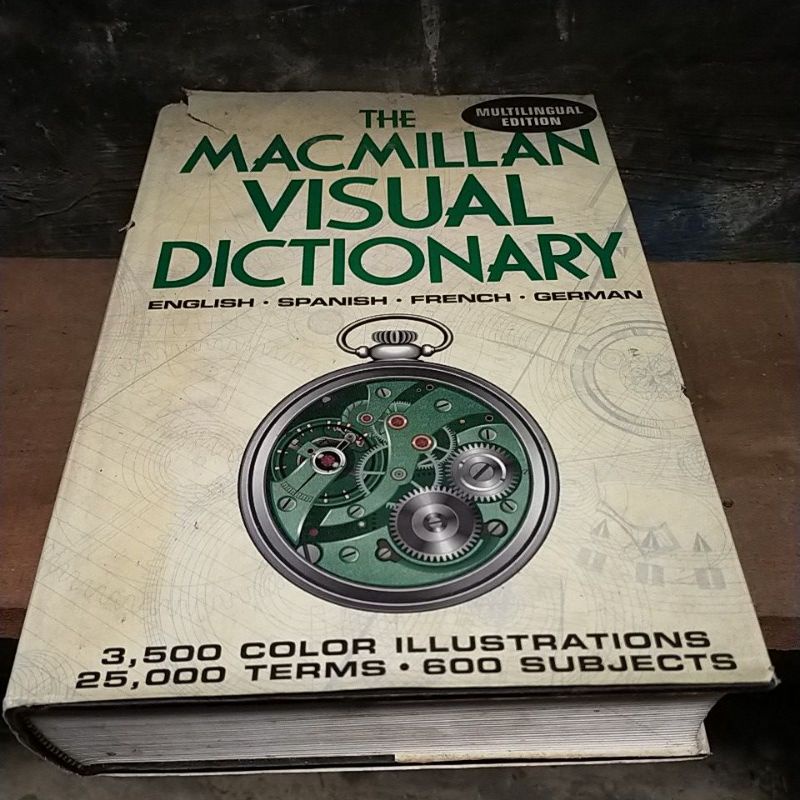 MULTILINGUAL
EDITION
THE
MACMILLAN
VISUAL
DICTIONARY
ENGLISH · SPANISH · FRENCH · GERMAN
3,500 COLOR ILLUSTRATIONS
25,000 TERMS · 600 SUBJECTS